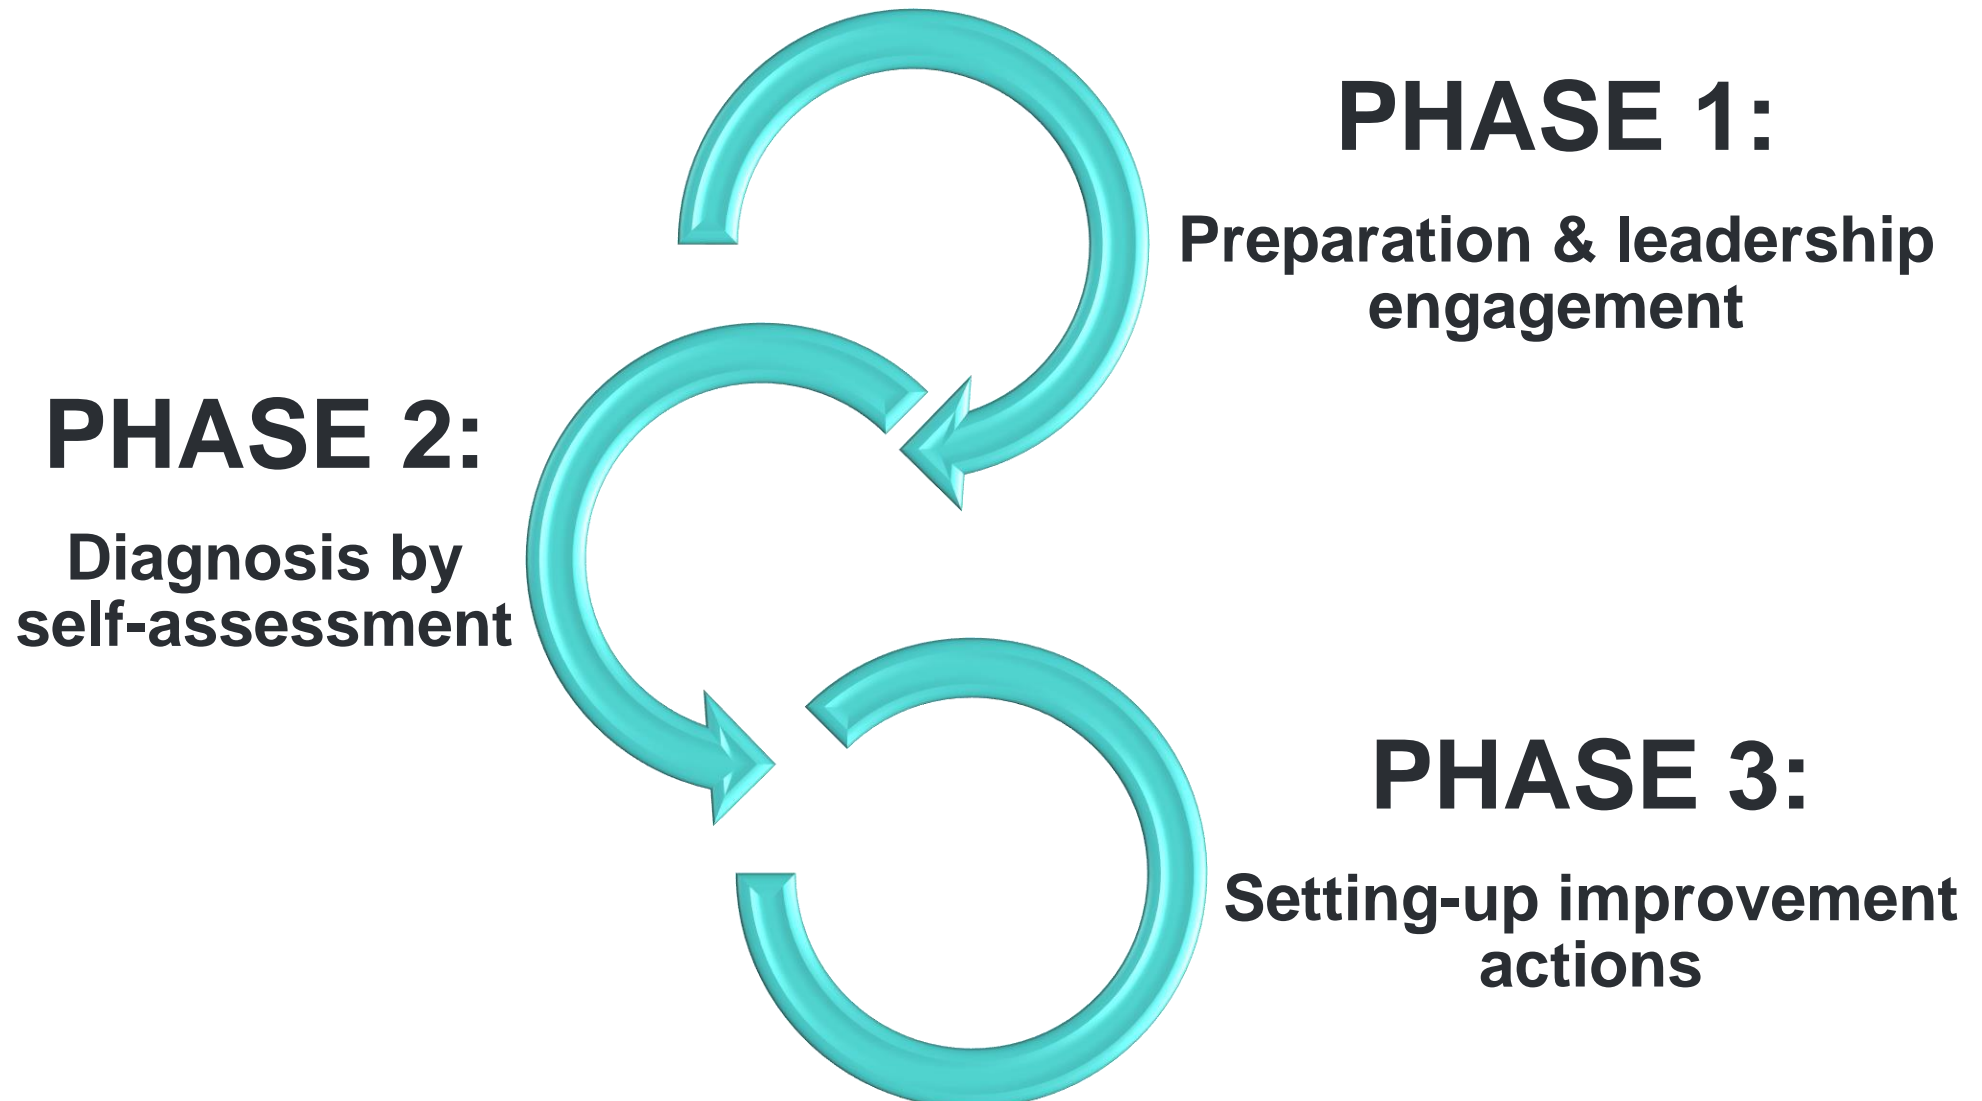 PHASE 1:
Preparation & leadership
engagement
PHASE 2:
Diagnosis by
self-assessment
PHASE 3:
Setting-up improvement
actions